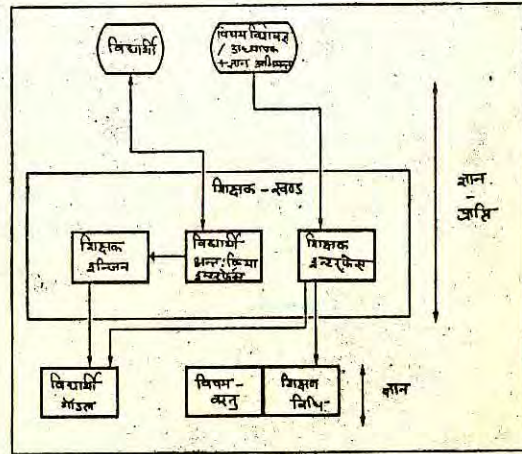 विद्यार्थी
विषय विशेषज्ञ
/ अध्यापक
+ ज्ञान अभियन्ता
शिक्षक - खण्ड
ज्ञान
-
प्राप्ति
शिक्षक
इन्जिन
विद्यार्थी
अन्त:क्रिया
इन्टरफेस
शिक्षक
इन्टरफेस
विद्यार्थी
मॉडल
विषय-
वस्तु
शिक्षण
विधि
ज्ञान